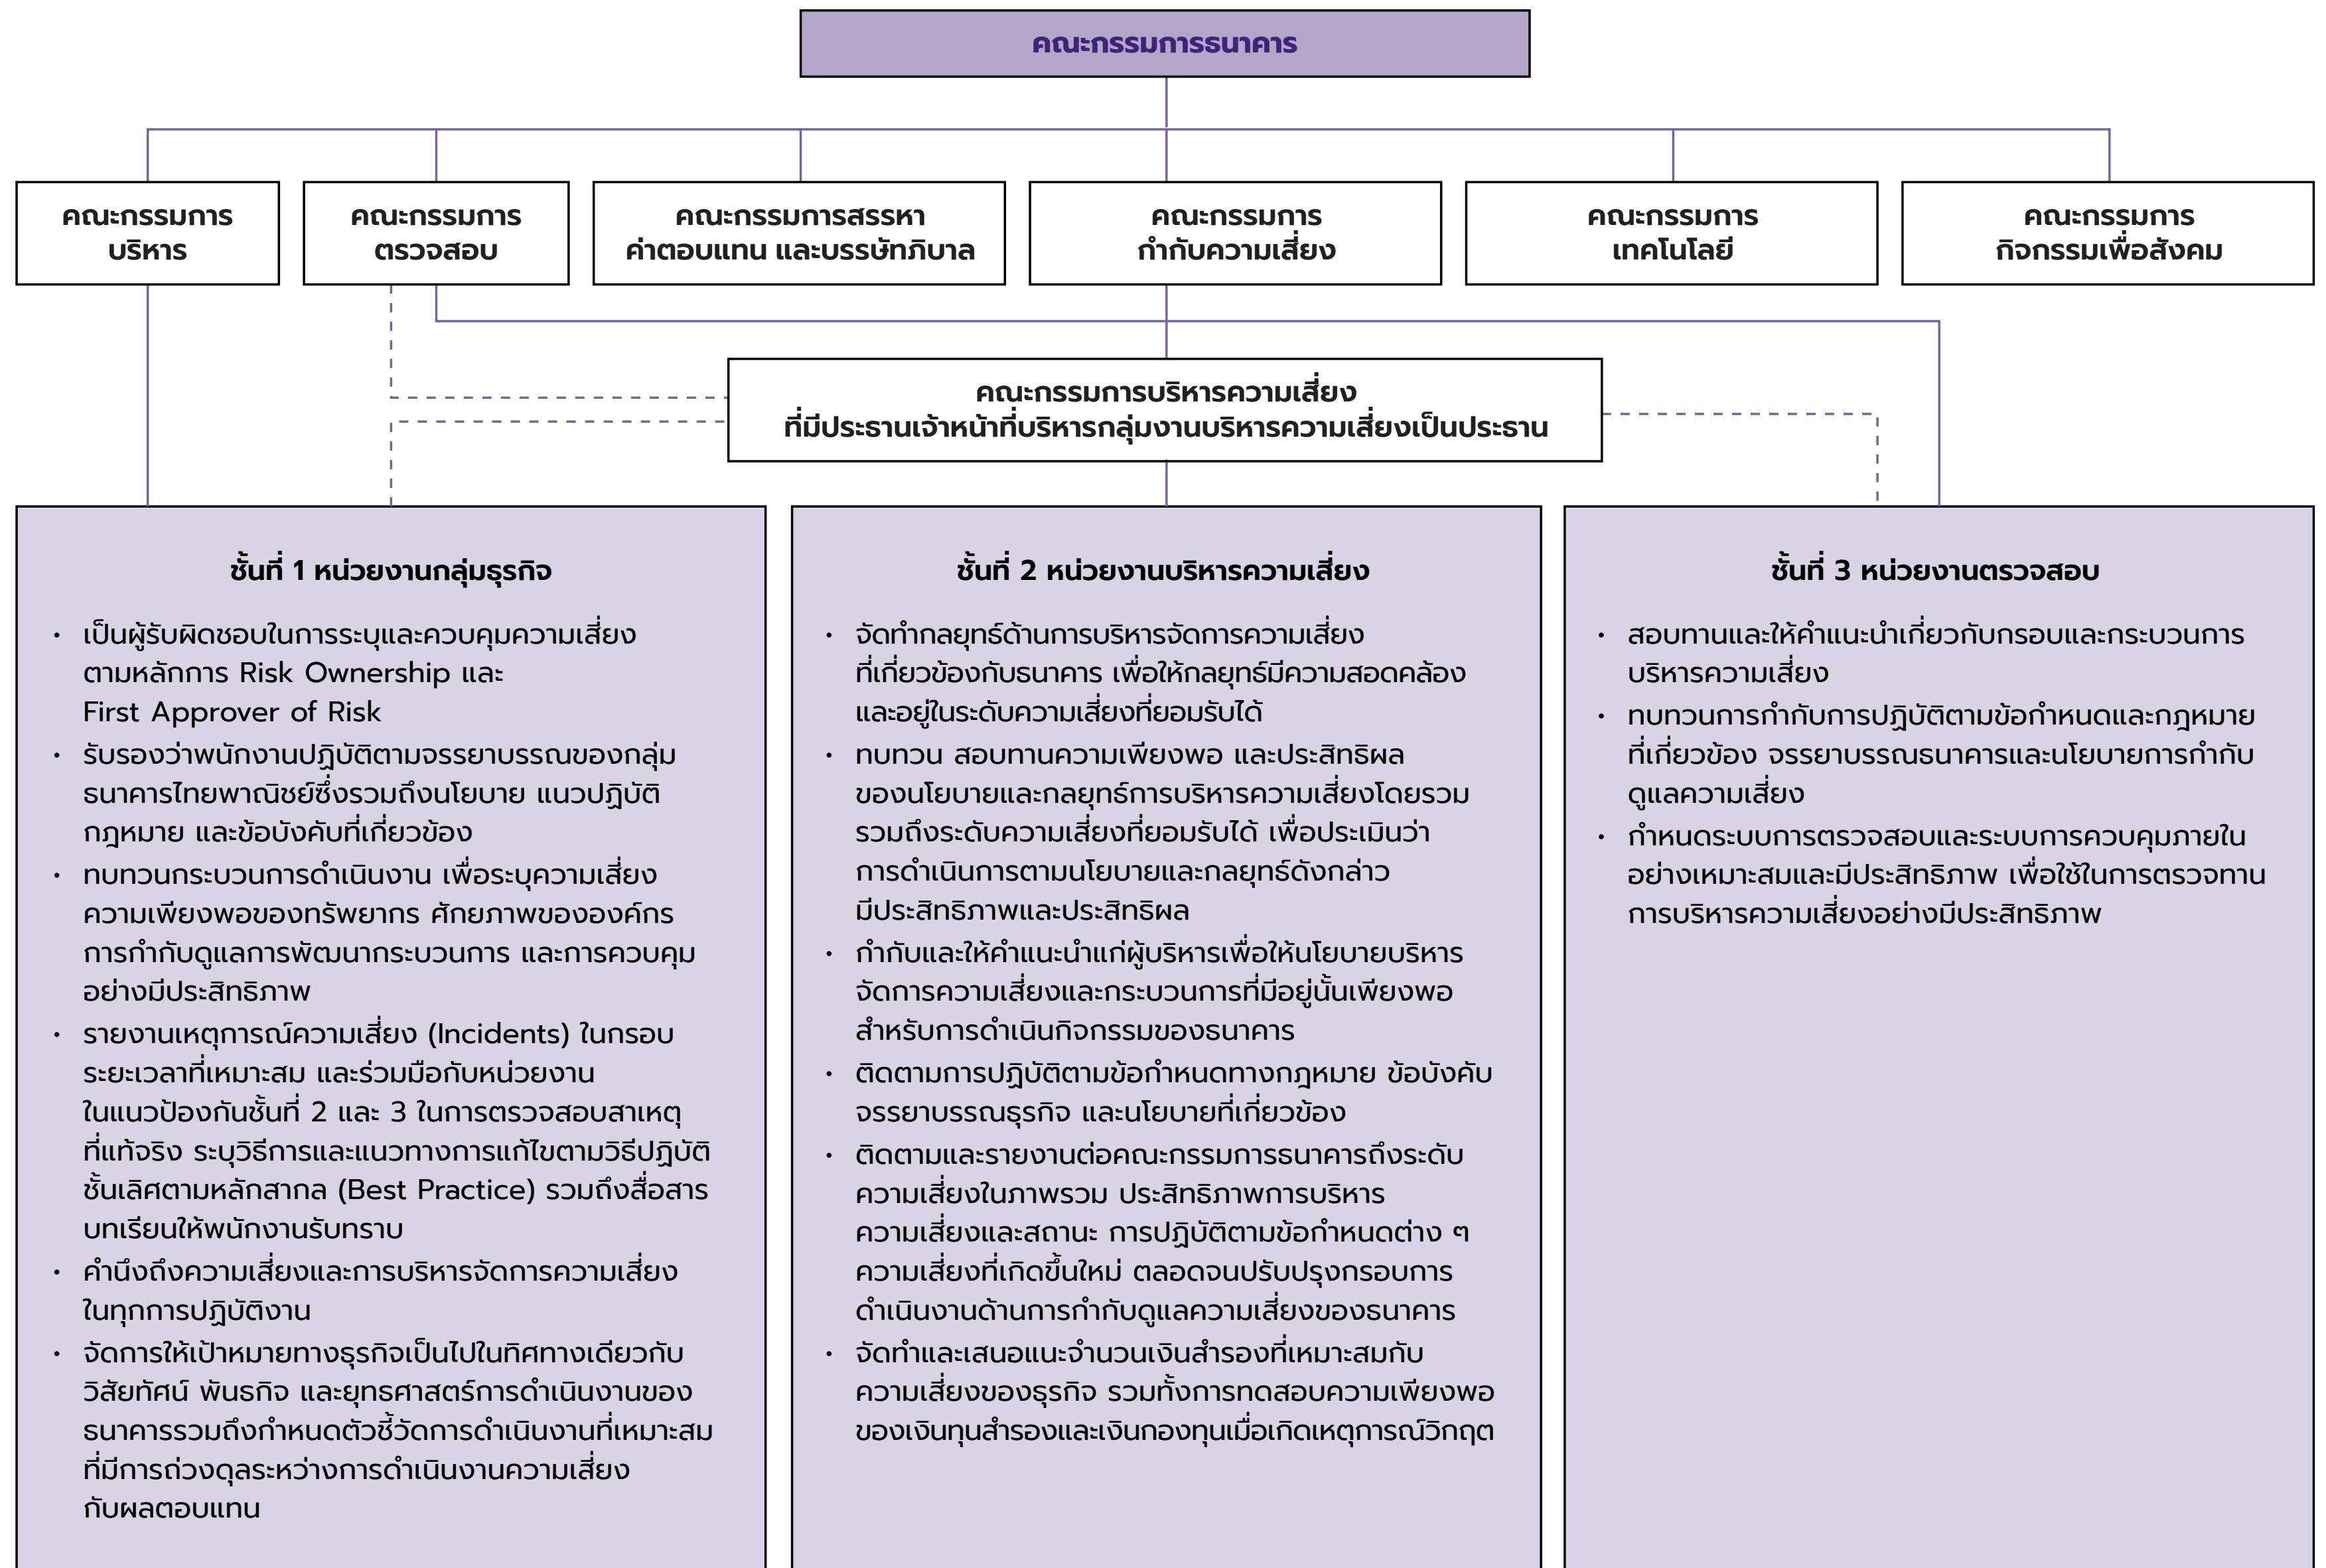 คณะกรรมการธนาคาร
คณะกรรมการ
บริหาร
คณะกรรมการ
ตรวจสอบ
คณะกรรมการสรรหา
ค่าตอบแทน และบรรษัทภิบาล
คณะกรรมการ
กำกับความเสี่ยง
คณะกรรมการ
เทคโนโลยี
คณะกรรมการ
กิจกรรมเพื่อสังคม
คณะกรรมการบริหารความเสี่ยง
ที่มีประธานเจ้าหน้าที่บริหารกลุ่มงานบริหารความเสี่ยงเป็นประธาน
ชั้นที่ 1 หน่วยงานกลุ่มธุรกิจ
• เป็นผู้รับผิดชอบในการระบุและควบคุมความเสี่ยง
ตามหลักการ Risk Ownership และ
First Approver of Risk
• รับรองว่าพนักงานปฏิบัติตามจรรยาบรรณของกลุ่ม
ธนาคารไทยพาณิชย์ซึ่งรวมถึงนโยบาย แนวปฏิบัติ
กฎหมาย และข้อบังคับที่เกี่ยวข้อง
• ทบทวนกระบวนการดำเนินงาน เพื่อระบุความเสี่ยง
ความเพียงพอของทรัพยากร ศักยภาพขององค์กร
การกำกับดูแลการพัฒนากระบวนการ และการควบคุม
อย่างมีประสิทธิภาพ
• รายงานเหตุการณ์ความเสี่ยง (Incidents) ในกรอบ
ระยะเวลาที่เหมาะสม และร่วมมือกับหน่วยงาน
ในแนวป้องกันชั้นที่ 2 และ 3 ในการตรวจสอบสาเหตุ
ที่แท้จริง ระบุวิธีการและแนวทางการแก้ไขตามวิธีปฏิบัติ
ชั้นเลิศตามหลักสากล (Best Practice) รวมถึงสื่อสาร
บทเรียนให้พนักงานรับทราบ
• คำนึงถึงความเสี่ยงและการบริหารจัดการความเสี่ยง
ในทุกการปฏิบัติงาน
• จัดการให้เป้าหมายทางธุรกิจเป็นไปในทิศทางเดียวกับ
วิสัยทัศน์ พันธกิจ และยุทธศาสตร์การดำเนินงานของ
ธนาคารรวมถึงกำหนดตัวชี้วัดการดำเนินงานที่เหมาะสม
ที่มีการถ่วงดุลระหว่างการดำเนินงานความเสี่ยง
กับผลตอบแทน
ชั้นที่ 2 หน่วยงานบริหารความเสี่ยง
• จัดทำกลยุทธ์ด้านการบริหารจัดการความเสี่ยง
ที่เกี่ยวข้องกับธนาคาร เพื่อให้กลยุทธ์มีความสอดคล้อง
และอยู่ในระดับความเสี่ยงที่ยอมรับได้
• ทบทวน สอบทานความเพียงพอ และประสิทธิผล
ของนโยบายและกลยุทธ์การบริหารความเสี่ยงโดยรวม
รวมถึงระดับความเสี่ยงที่ยอมรับได้ เพื่อประเมินว่า
การดำเนินการตามนโยบายและกลยุทธ์ดังกล่าว
มีประสิทธิภาพและประสิทธิผล
• กำกับและให้คำแนะนำแก่ผู้บริหารเพื่อให้นโยบายบริหาร
จัดการความเสี่ยงและกระบวนการที่มีอยู่นั้นเพียงพอ
สำหรับการดำเนินกิจกรรมของธนาคาร
• ติดตามการปฏิบัติตามข้อกำหนดทางกฎหมาย ข้อบังคับ
จรรยาบรรณธุรกิจ และนโยบายที่เกี่ยวข้อง
• ติดตามและรายงานต่อคณะกรรมการธนาคารถึงระดับ
ความเสี่ยงในภาพรวม ประสิทธิภาพการบริหาร
ความเสี่ยงและสถานะ การปฏิบัติตามข้อกำหนดต่าง ๆ
ความเสี่ยงที่เกิดขึ้นใหม่ ตลอดจนปรับปรุงกรอบการ
ดำเนินงานด้านการกำกับดูแลความเสี่ยงของธนาคาร
• จัดทำและเสนอแนะจำนวนเงินสำรองที่เหมาะสมกับ
ความเสี่ยงของธุรกิจ รวมทั้งการทดสอบความเพียงพอ
ของเงินทุนสำรองและเงินกองทุนเมื่อเกิดเหตุการณ์วิกฤต
ชั้นที่ 3 หน่วยงานตรวจสอบ
• สอบทานและให้คำแนะนำเกี่ยวกับกรอบและกระบวนการ
บริหารความเสี่ยง
• ทบทวนการกำกับการปฏิบัติตามข้อกำหนดและกฎหมาย
ที่เกี่ยวข้อง จรรยาบรรณธนาคารและนโยบายการกำกับ
ดูแลความเสี่ยง
• กำหนดระบบการตรวจสอบและระบบการควบคุมภายใน
อย่างเหมาะสมและมีประสิทธิภาพ เพื่อใช้ในการตรวจทาน
การบริหารความเสี่ยงอย่างมีประสิทธิภาพ